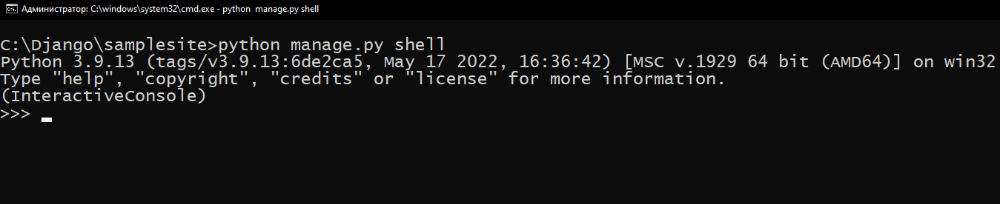 Администратор: C:\windows\system32\cmd.exe - python  manage.py shell
C:\Django\samplesite>python manage.py shell
Python 3.9.13 (tags/v3.9.13:6de2ca5, May 17 2022, 16:36:42) [MSC v.1929 64 bit (AMD64)] on win32
Type "help", "copyright", "credits" or "license" for more information.
(InteractiveConsole)
>>> _